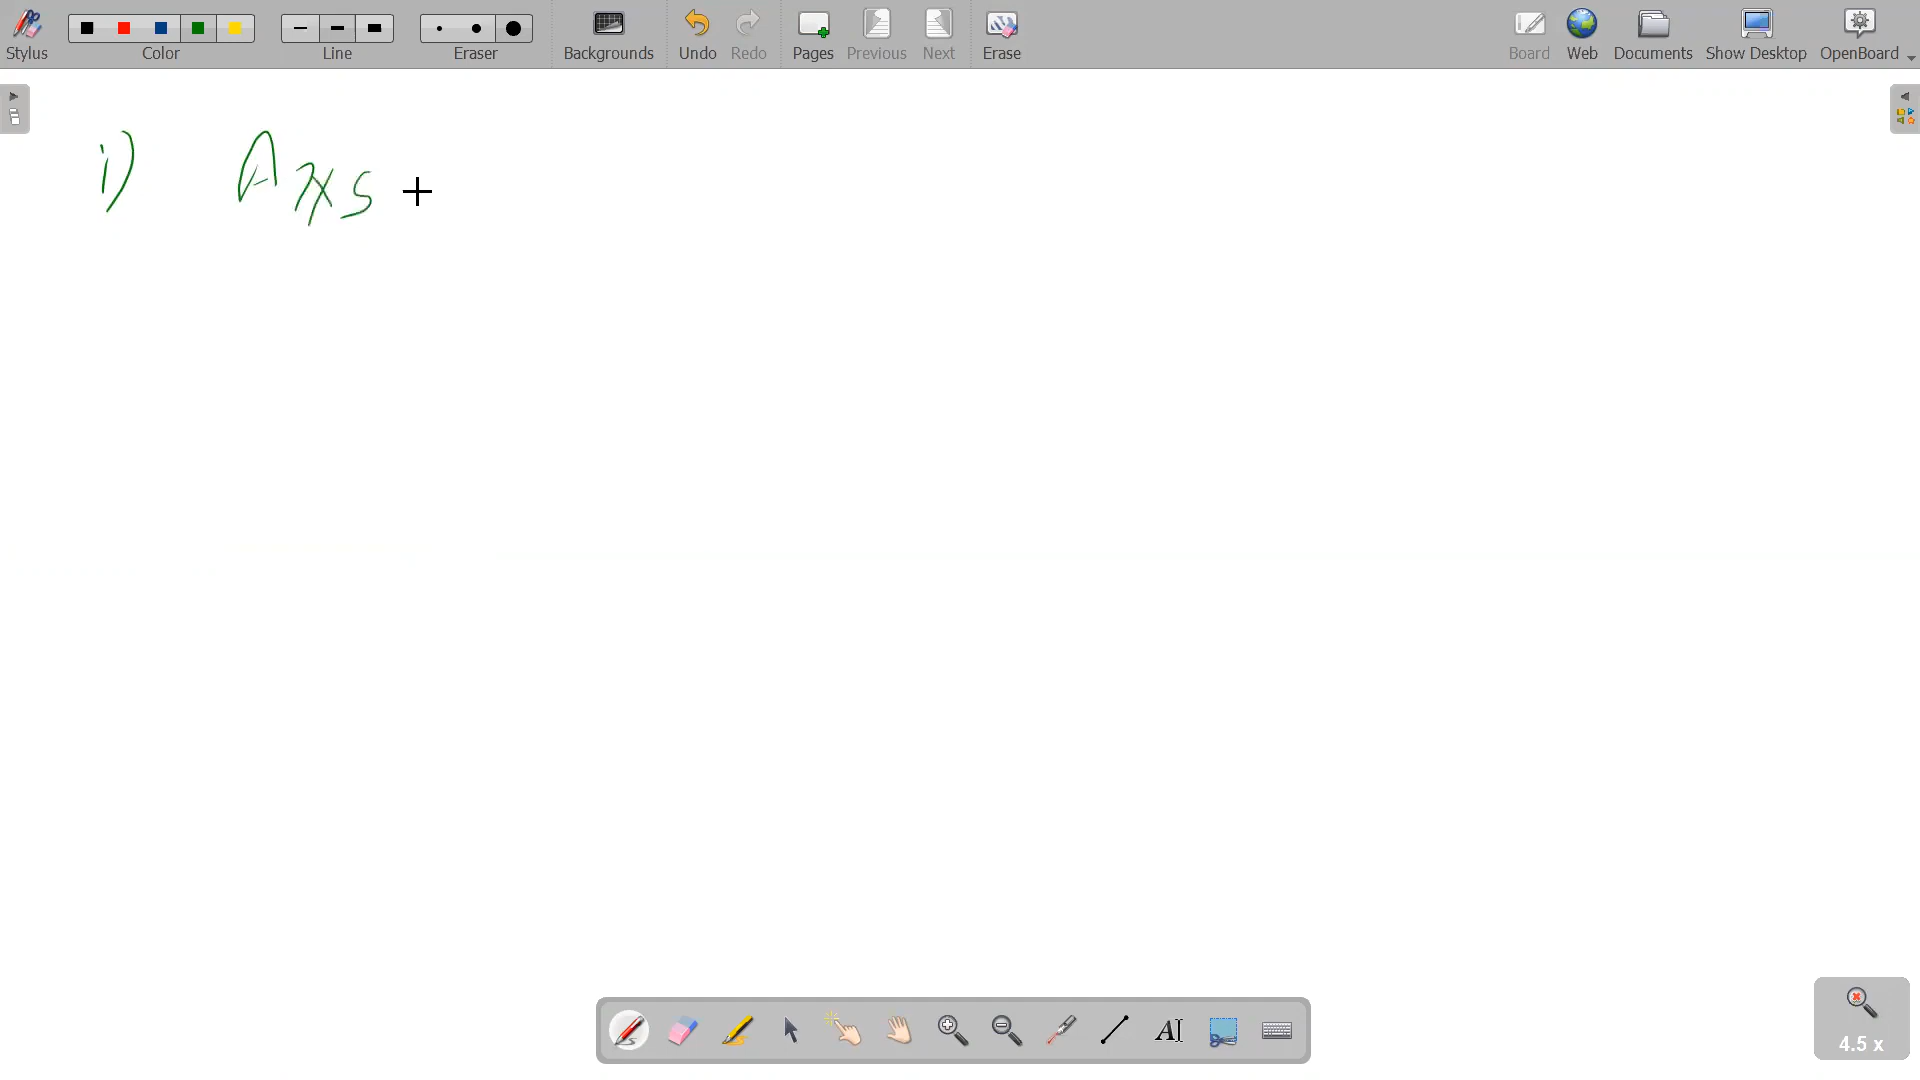 Stylus Color Line Eraser Backgrounds Undo Redo Pages Previous Next Erase Board Web Documents Show Desktop OpenBoard
i) A 7x5
4.5 x